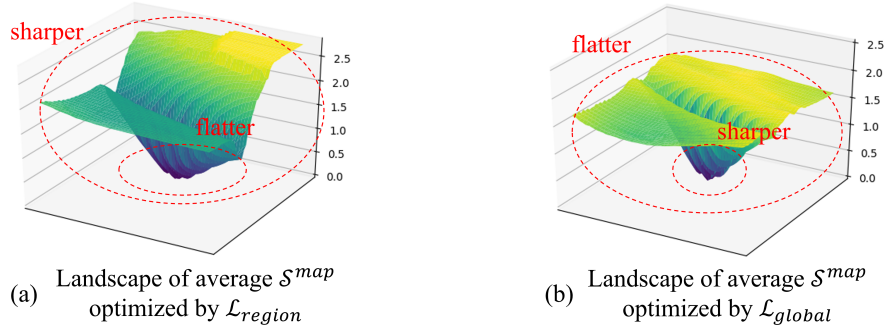 sharper
flatter
2.5
2.0
1.5
1.0
0.5
0.0
(a) Landscape of average 𝒮^map
optimized by ℒ_region
flatter
sharper
2.5
2.0
1.5
1.0
0.5
0.0
(b) Landscape of average 𝒮^map
optimized by ℒ_global